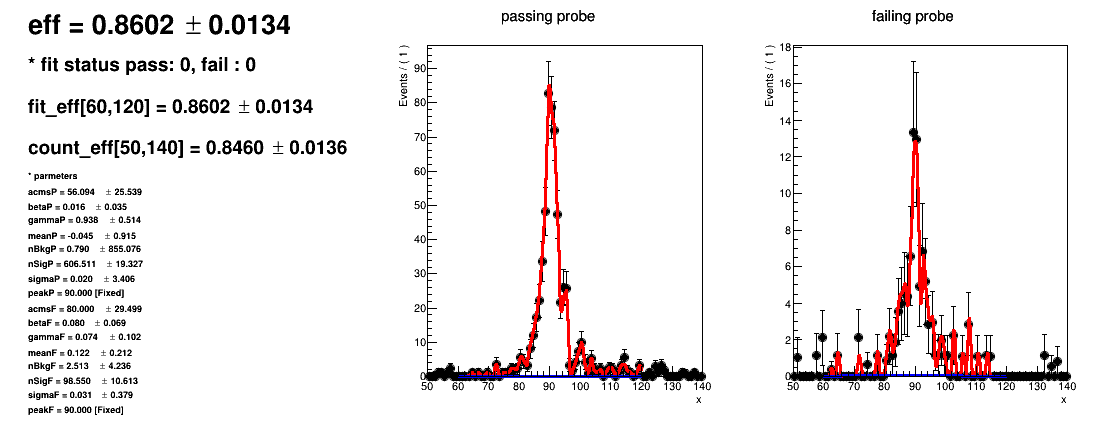 eff = 0.8602 ± 0.0134
* fit status pass: 0, fail : 0
fit_eff[60,120] = 0.8602 ± 0.0134
count_eff[50,140] = 0.8460 ± 0.0136
* parmeters
acmsP = 56.094 ± 25.539
betaP = 0.016 ± 0.035
gammaP = 0.938 ± 0.514
meanP = -0.045 ± 0.915
nBkgP = 0.790 ± 855.076
nSigP = 606.511 ± 19.327
sigmaP = 0.020 ± 3.406
peakP = 90.000 [Fixed]
acmsF = 80.000 ± 29.499
betaF = 0.080 ± 0.069
gammaF = 0.074 ± 0.102
meanF = 0.122 ± 0.212
nBkgF = 2.513 ± 4.236
nSigF = 98.550 ± 10.613
sigmaF = 0.031 ± 0.379
peakF = 90.000 [Fixed]
passing probe
Events / ( 1 )
90
80
70
60
50
40
30
20
10
0
50 60 70 80 90 100 110 120 130 140
x
failing probe
Events / ( 1 )
18
16
14
12
10
8
6
4
2
0
50 60 70 80 90 100 110 120 130 140
x